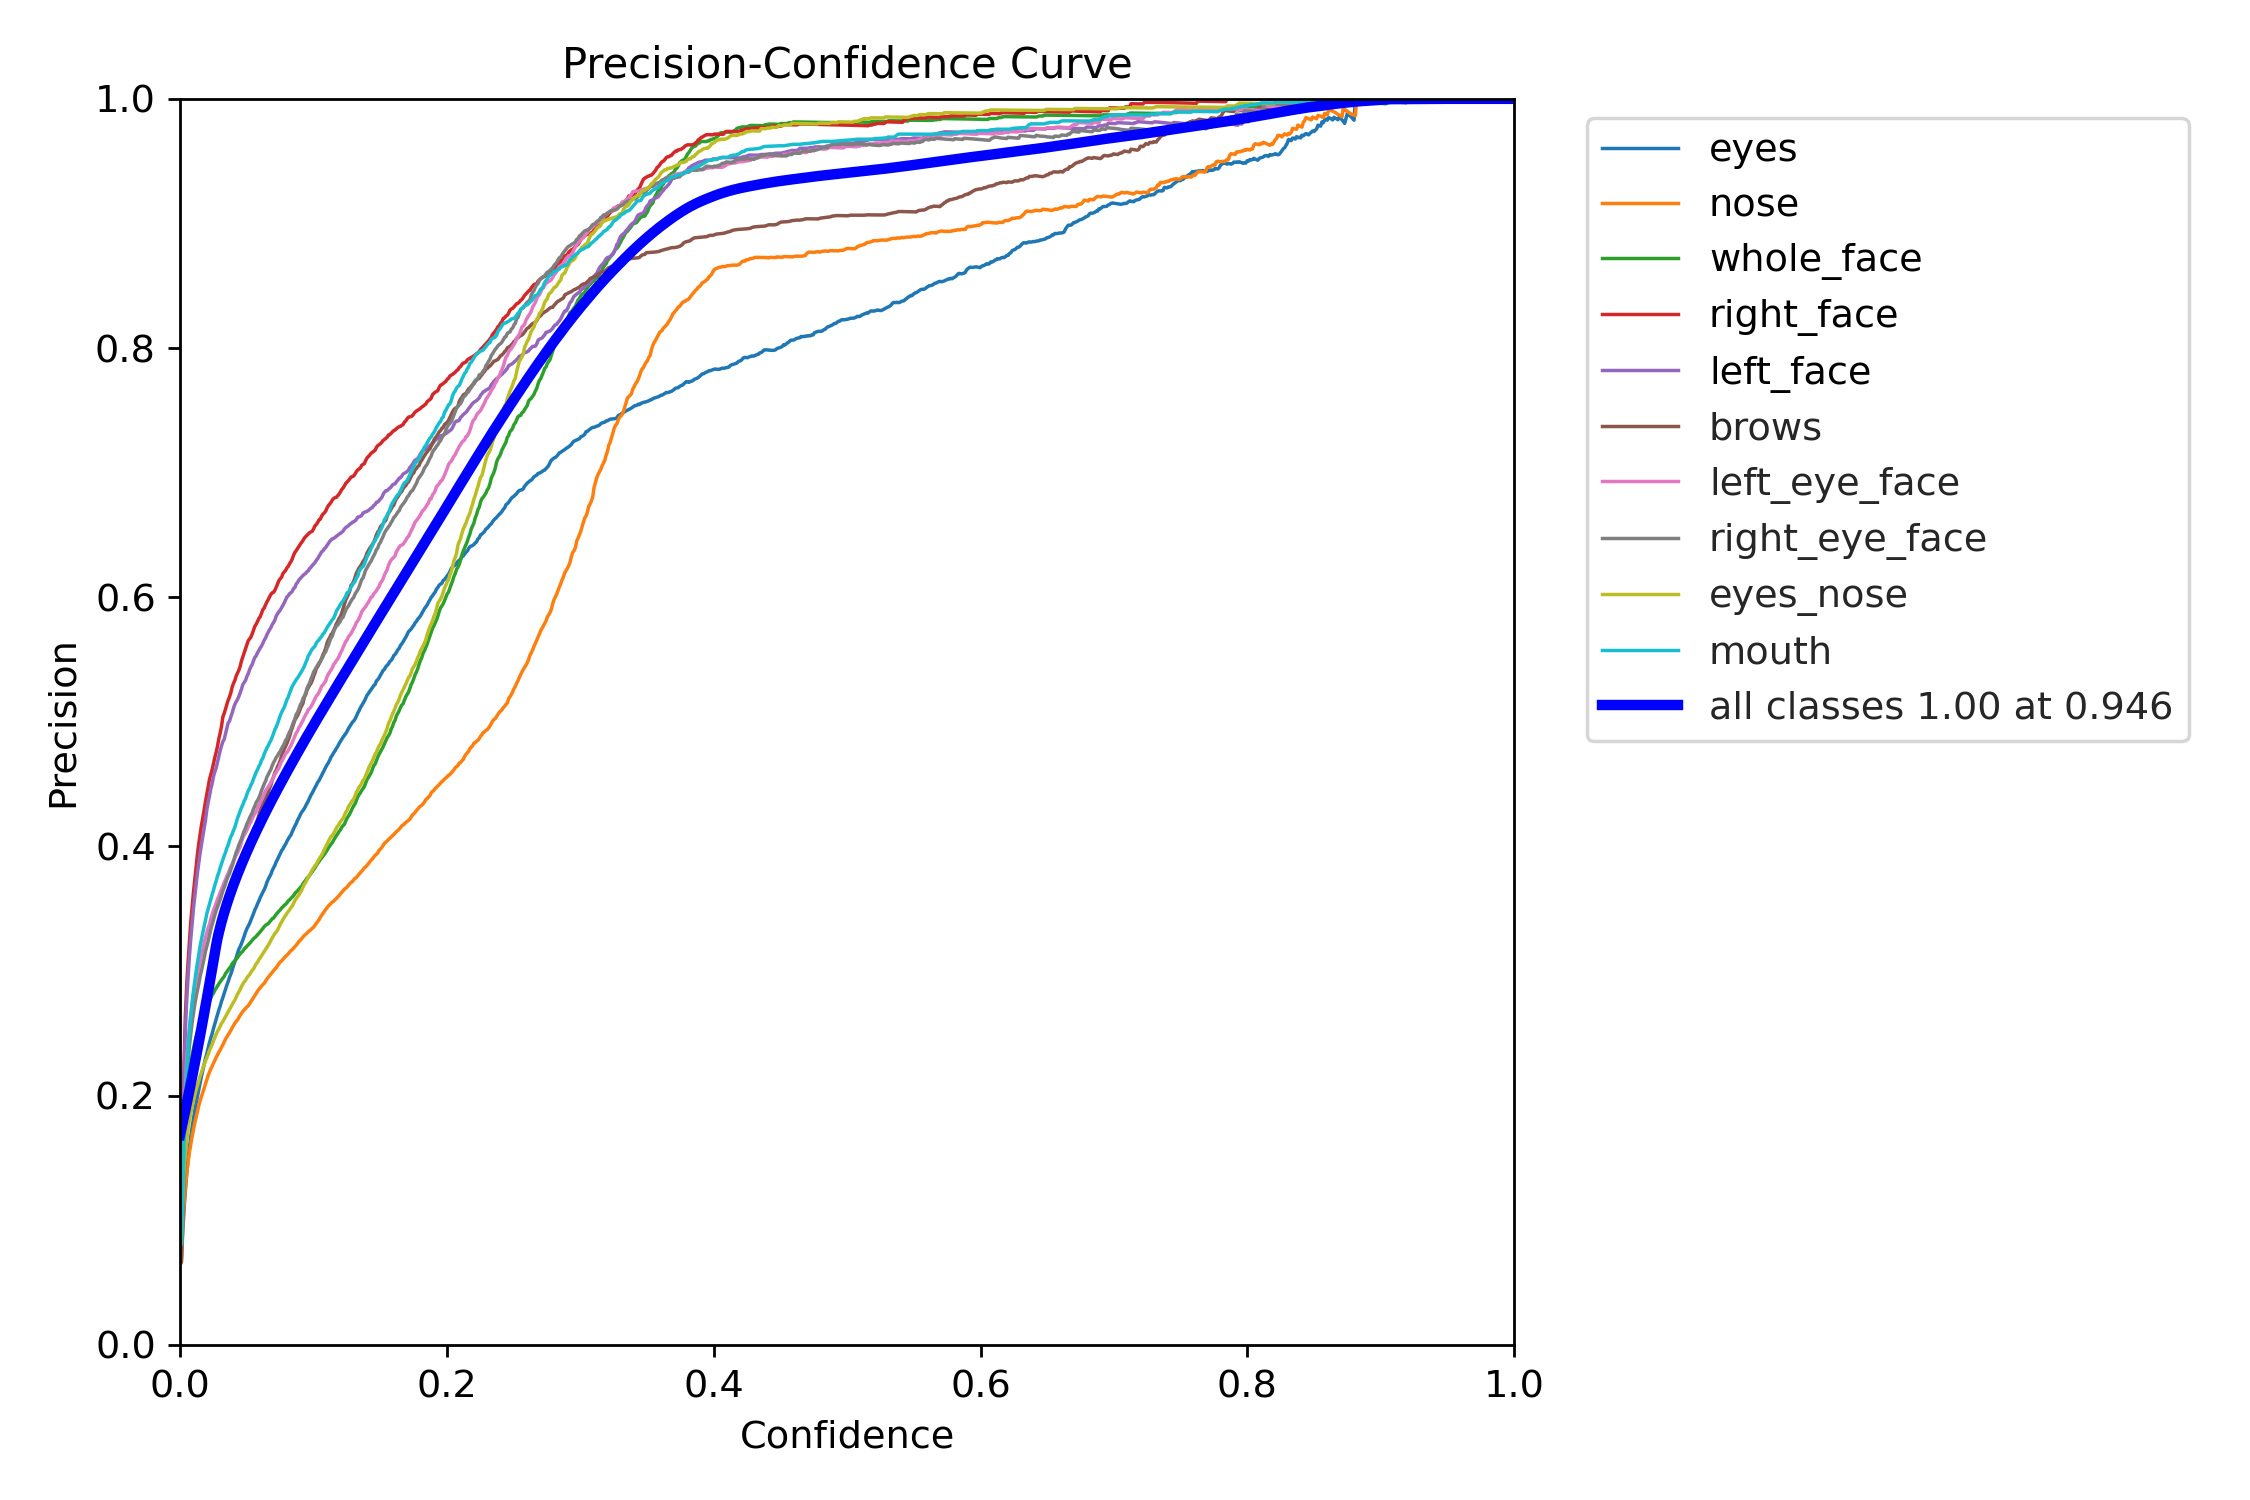 Precision-Confidence Curve
1.0
0.8
0.6
0.4
0.2
0.0
Precision
0.0 0.2 0.4 0.6 0.8 1.0
Confidence
eyes
nose
whole_face
right_face
left_face
brows
left_eye_face
right_eye_face
eyes_nose
mouth
all classes 1.00 at 0.946